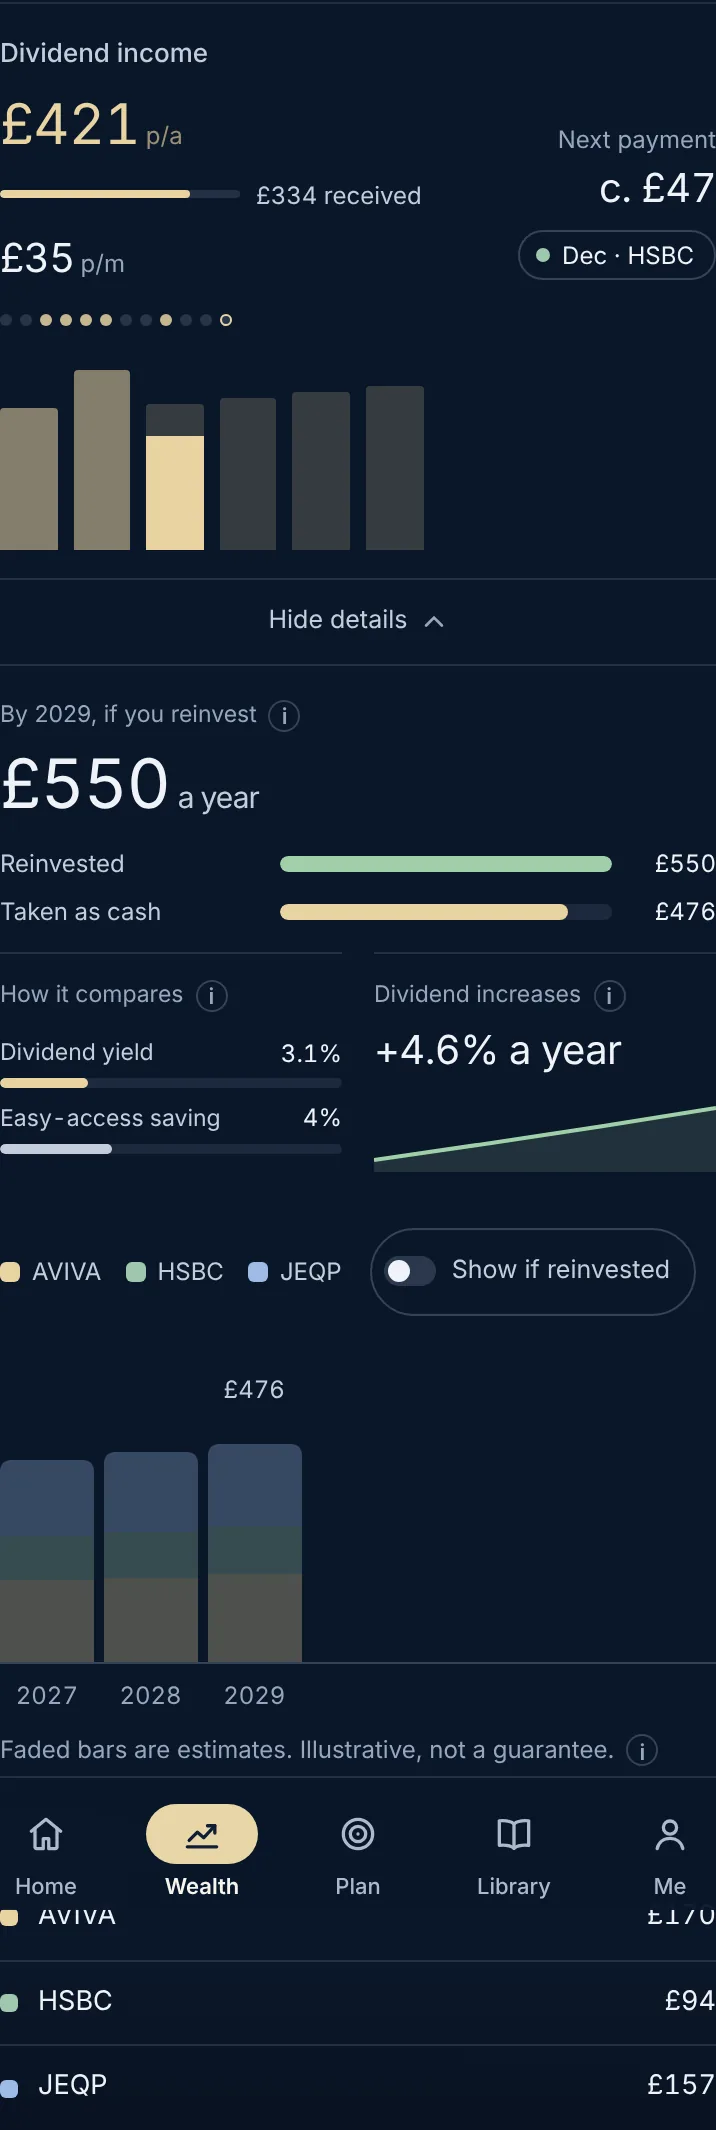 Dividend income
£421 p/a
Next payment
£334 received
c. £47
£35 p/m
Dec · HSBC
Hide details
By 2029, if you reinvest i
£550 a year
Reinvested £550
Taken as cash £476
How it compares i
Dividend yield 3.1%
Easy-access saving 4%
Dividend increases i
+4.6% a year
AVIVA HSBC JEQP
Show if reinvested
£476
2027 2028 2029
Faded bars are estimates. Illustrative, not a guarantee. i
Home Wealth Plan Library Me
AVIVA £170
HSBC £94
JEQP £157